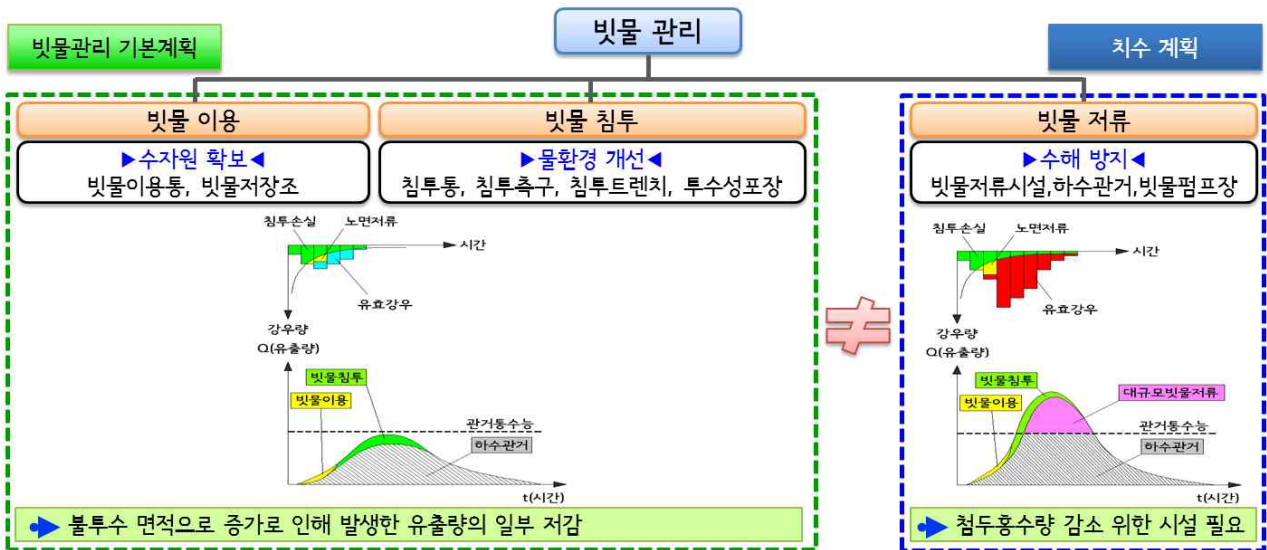 빗물 관리
빗물관리 기본계획
치수 계획
빗물 이용
▶수자원 확보◀
빗물이용통, 빗물저장조
빗물 침투
▶물환경 개선◀
침투통, 침투측구, 침투트렌치, 투수성포장
빗물 저류
▶수해 방지◀
빗물저류시설,하수관거,빗물펌프장
침투손실
노면저류
시간
유효강우
강우량
Q(유출량)
빗물침투
빗물이용
관거통수능
하수관거
t(시간)
불투수 면적으로 증가로 인해 발생한 유출량의 일부 저감
≠
침투손실
노면저류
시간
유효강우
강우량
Q(유출량)
빗물침투
대규모빗물저류
빗물이용
관거통수능
하수관거
t(시간)
첨두홍수량 감소 위한 시설 필요